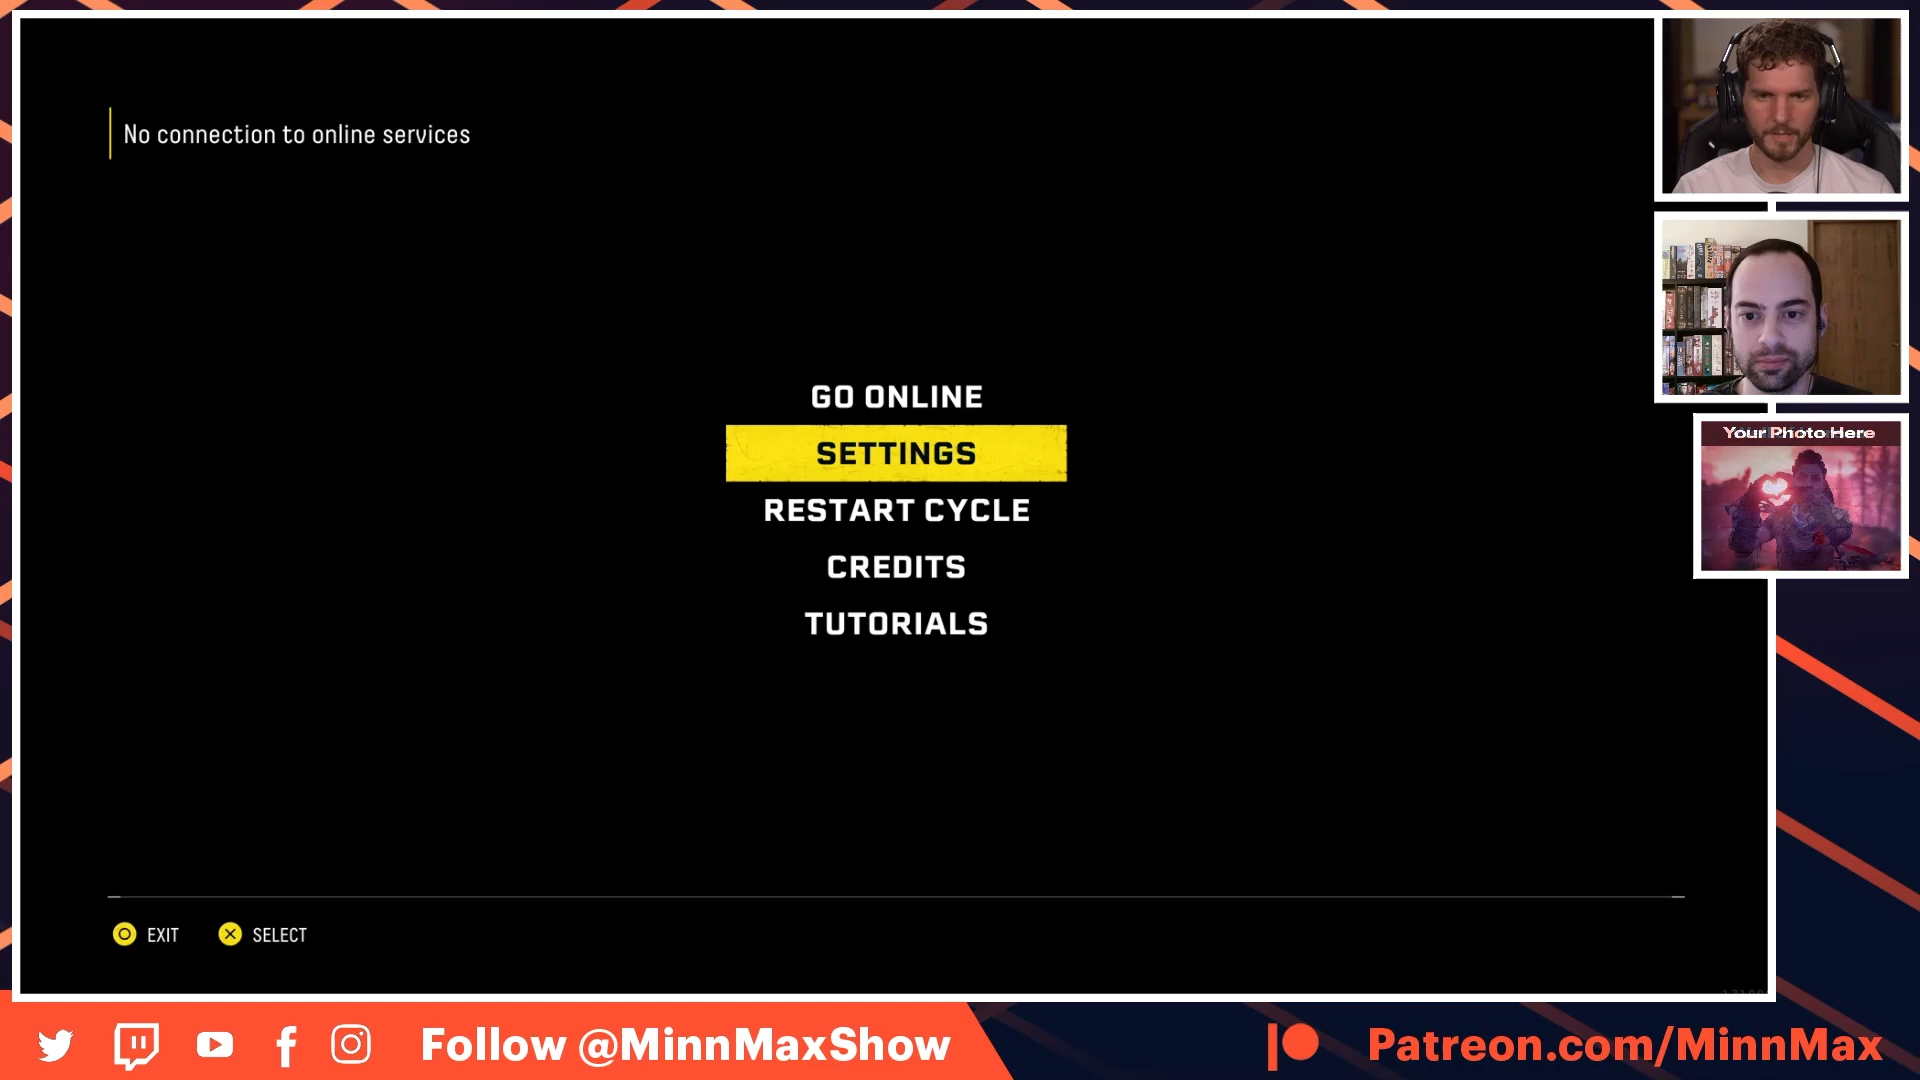 No connection to online services
GO ONLINE
SETTINGS
RESTART CYCLE
CREDITS
TUTORIALS
EXIT
SELECT
Your Photo Here
Follow @MinnMaxShow
Patreon.com/MinnMax